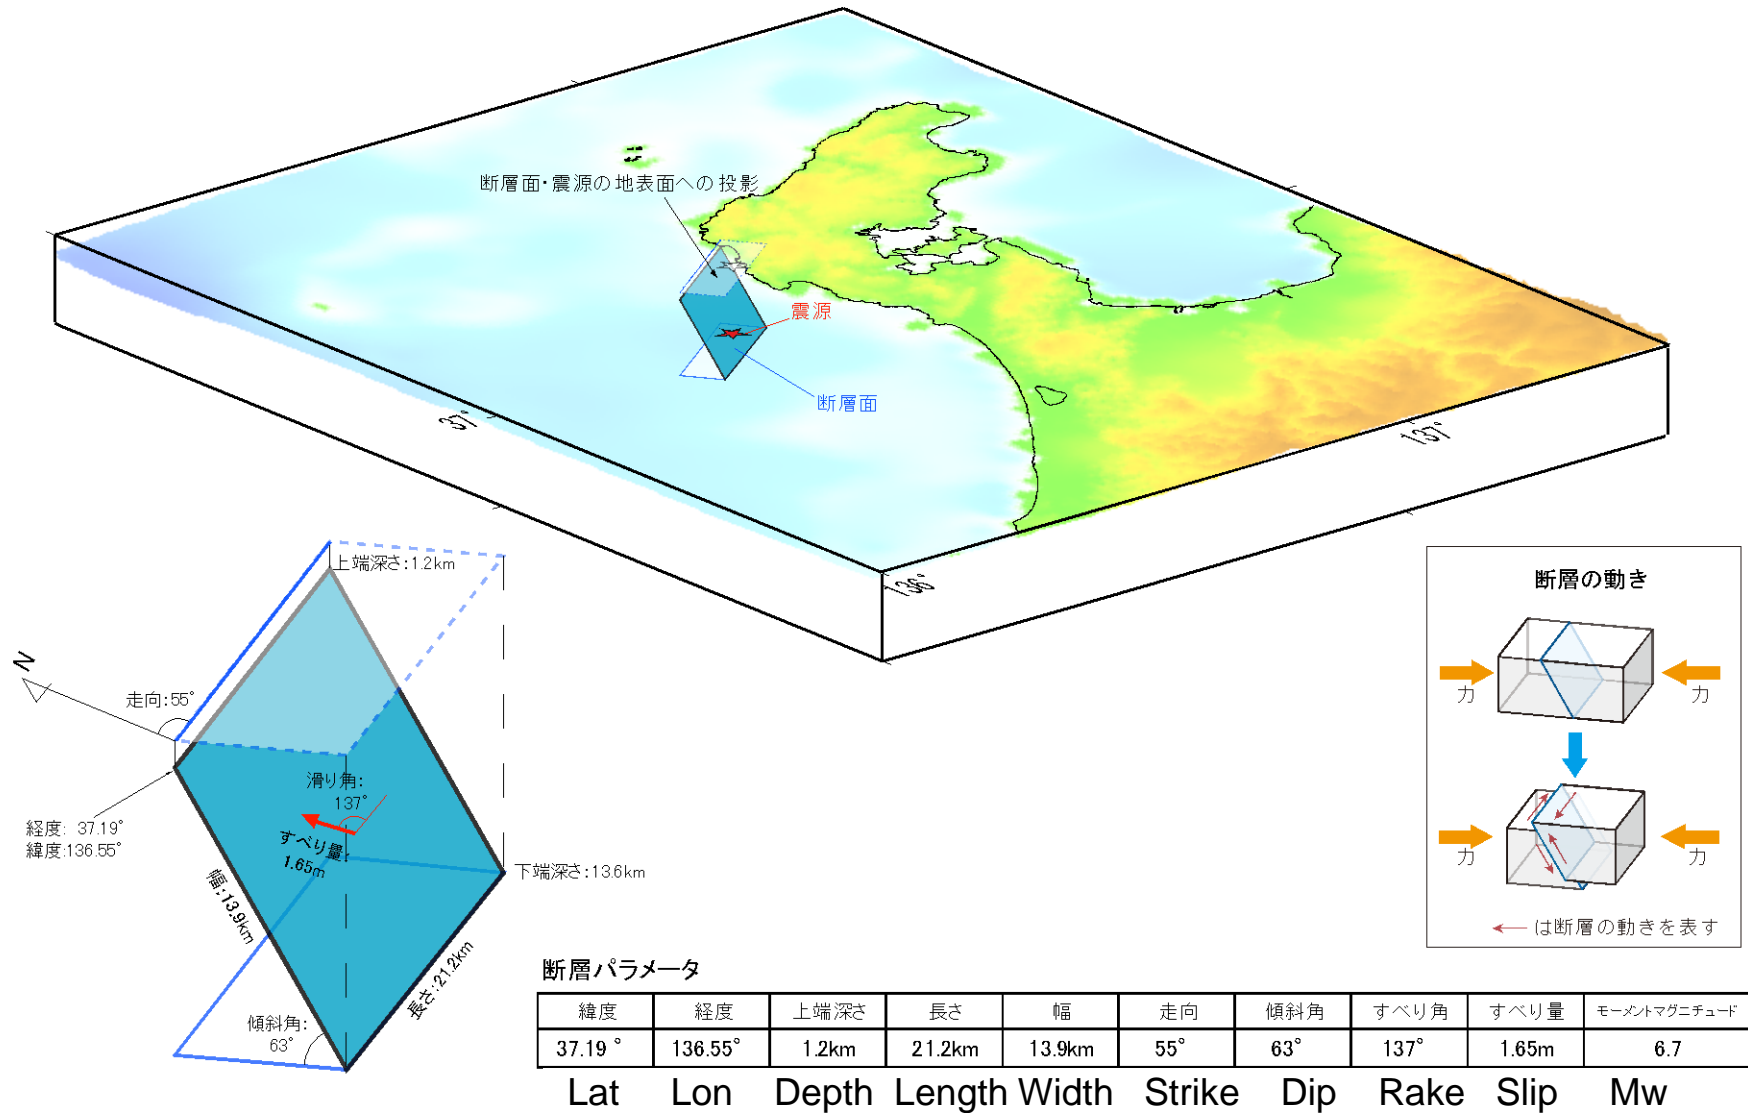 断層面・震源の地表面への投影
震源
断層面
37°
137°
136°
上端深さ:1.2km
N
走向:55°
滑り角:
137°
すべり量:
1.65m
経度: 37.19°
緯度:136.55°
幅:13.9km
下端深さ:13.6km
長さ:21.2km
傾斜角:
63°
断層の動き
力 力
力 力
は断層の動きを表す
断層パラメータ
緯度 経度 上端深さ 長さ 幅 走向 傾斜角 すべり角 すべり量 モーメントマグニチュード
37.19 ° 136.55° 1.2km 21.2km 13.9km 55° 63° 137° 1.65m 6.7
Lat Lon Depth Length Width Strike Dip Rake Slip Mw